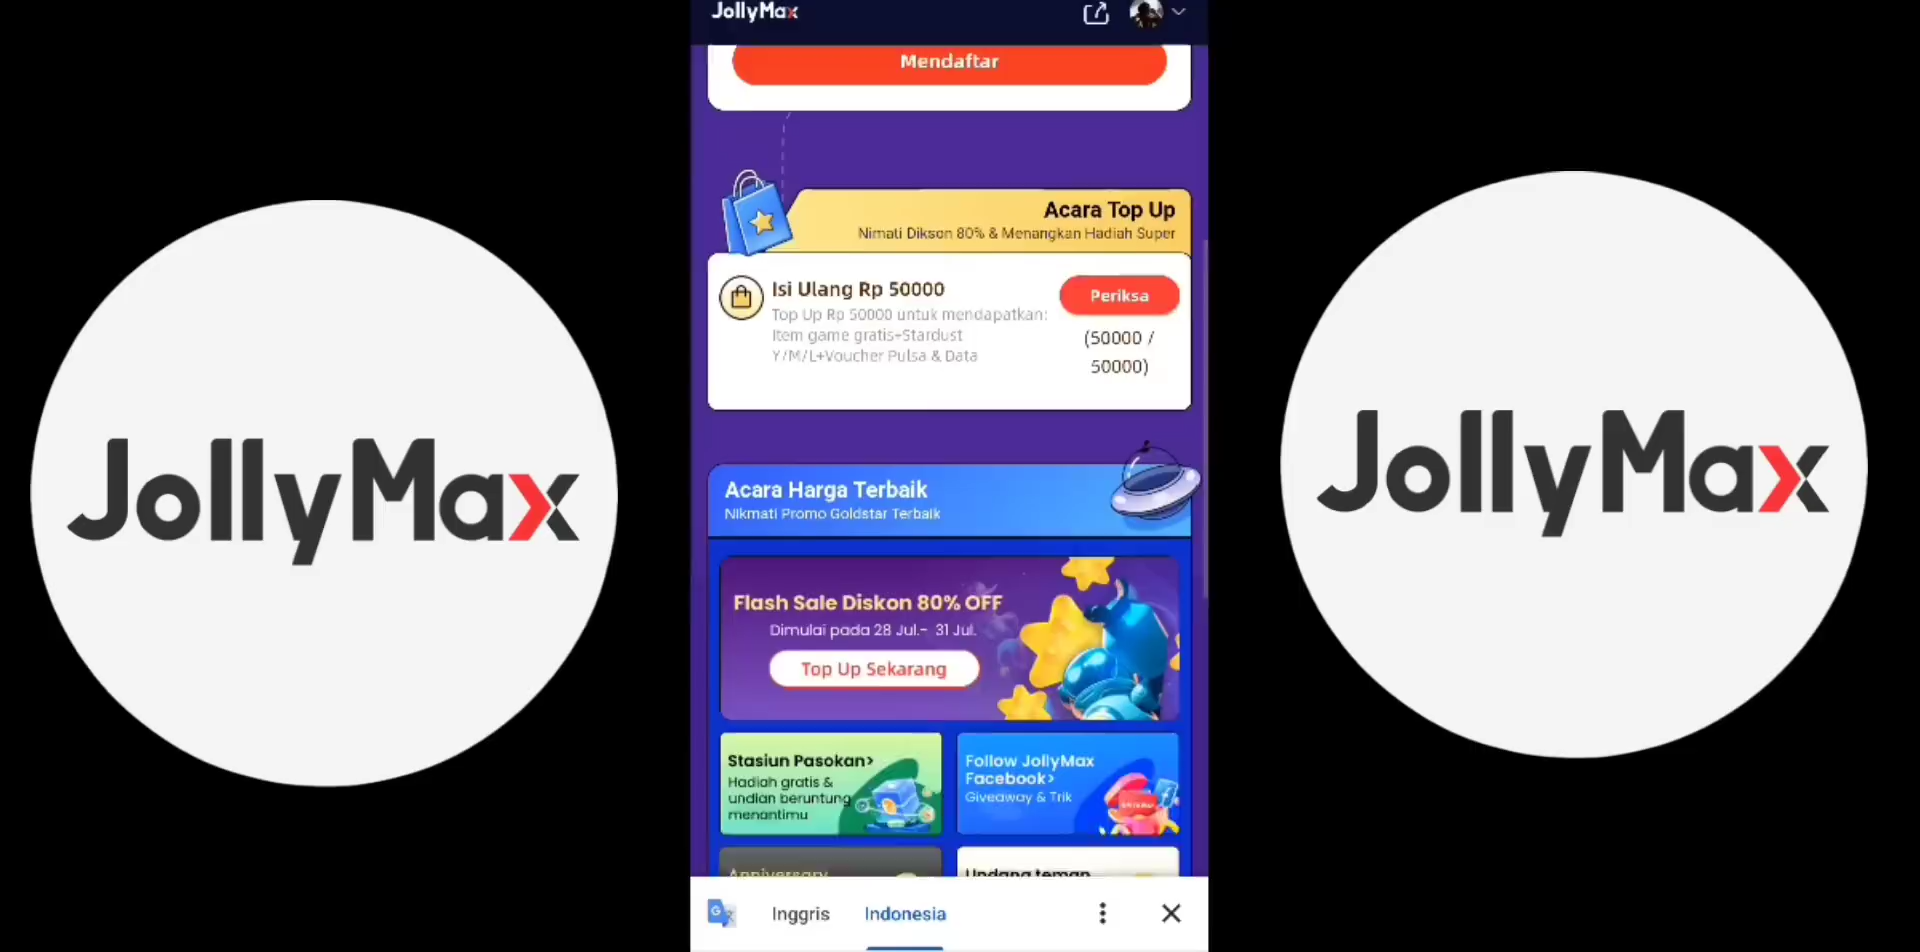 JollyMax
Mendaftar
Acara Top Up
Nimati Dikson 80% & Menangkan Hadiah Super
Isi Ulang Rp 50000
Periksa
Top Up Rp 50000 untuk mendapatkan:
Item game gratis+Stardust
Y/M/L+Voucher Pulsa & Data
(50000 /
50000)
JollyMax
JollyMax
Acara Harga Terbaik
Nikmati Promo Goldstar Terbaik
Flash Sale Diskon 80% OFF
Dimulai pada 28 Jul.- 31 Jul.
Top Up Sekarang
Stasiun Pasokan>
Hadiah gratis &
undian beruntung
menantimu
Follow JollyMax
Facebook>
Giveaway & Trik
Anniversary
Undang teman
Inggris
Indonesia